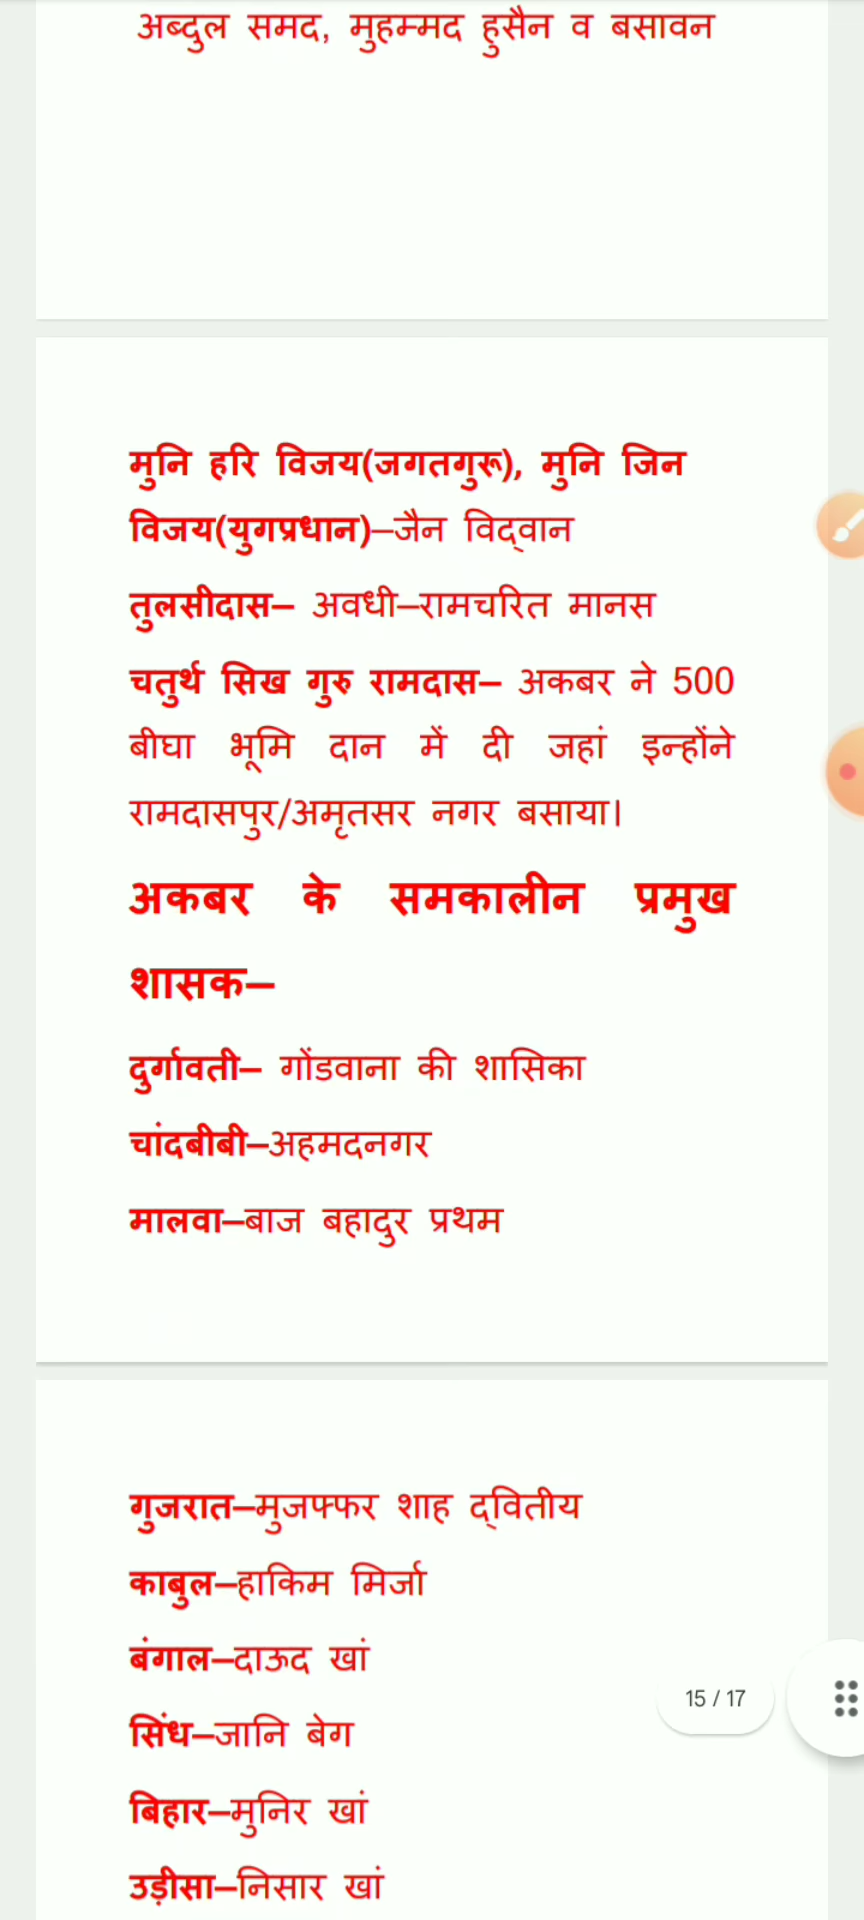 अब्दुल समद, मुहम्मद हुसैन व बसावन
मुनि हरि विजय(जगतगुरू), मुनि जिन
विजय(युगप्रधान)–जैन विद्वान
तुलसीदास– अवधी–रामचरित मानस
चतुर्थ सिख गुरु रामदास– अकबर ने 500
बीघा भूमि दान में दी जहां इन्होंने
रामदासपुर/अमृतसर नगर बसाया।
अकबर के समकालीन प्रमुख
शासक–
दुर्गावती– गोंडवाना की शासिका
चांदबीबी–अहमदनगर
मालवा–बाज बहादुर प्रथम
गुजरात–मुजफ्फर शाह द्वितीय
काबुल–हाकिम मिर्जा
बंगाल–दाऊद खां
15 / 17
सिंध–जानि बेग
बिहार–मुनिर खां
उड़ीसा–निसार खां